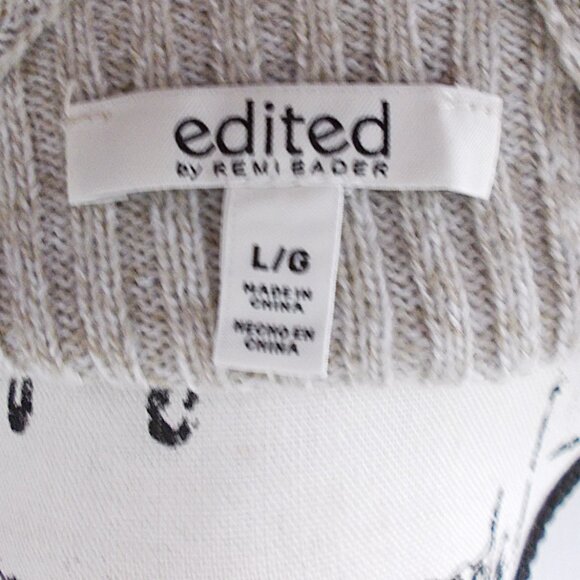 edited
by REMI BADER
L/G
MADE IN
CHINA
HECHO EN
CHINA